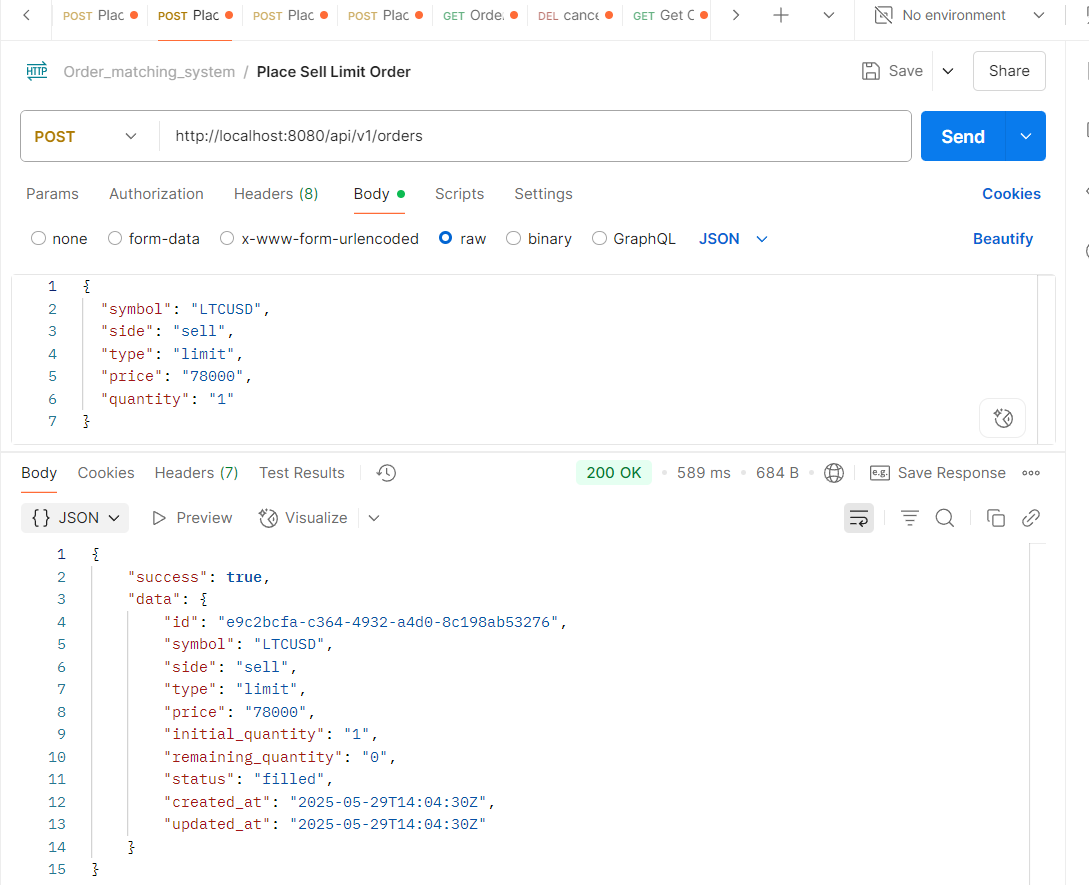 POST Plac POST Plac POST Plac POST Plac GET Orde DEL cance GET Get C No environment
HTTP Order_matching_system / Place Sell Limit Order Save Share
POST http://localhost:8080/api/v1/orders Send
Params Authorization Headers (8) Body Scripts Settings Cookies
none form-data x-www-form-urlencoded raw binary GraphQL JSON Beautify
1 {
2 "symbol": "LTCUSD",
3 "side": "sell",
4 "type": "limit",
5 "price": "78000",
6 "quantity": "1"
7 }
Body Cookies Headers (7) Test Results 200 OK 589 ms 684 B e.g. Save Response
{} JSON Preview Visualize
1 {
2 "success": true,
3 "data": {
4 "id": "e9c2bcfa-c364-4932-a4d0-8c198ab53276",
5 "symbol": "LTCUSD",
6 "side": "sell",
7 "type": "limit",
8 "price": "78000",
9 "initial_quantity": "1",
10 "remaining_quantity": "0",
11 "status": "filled",
12 "created_at": "2025-05-29T14:04:30Z",
13 "updated_at": "2025-05-29T14:04:30Z"
14 }
15 }